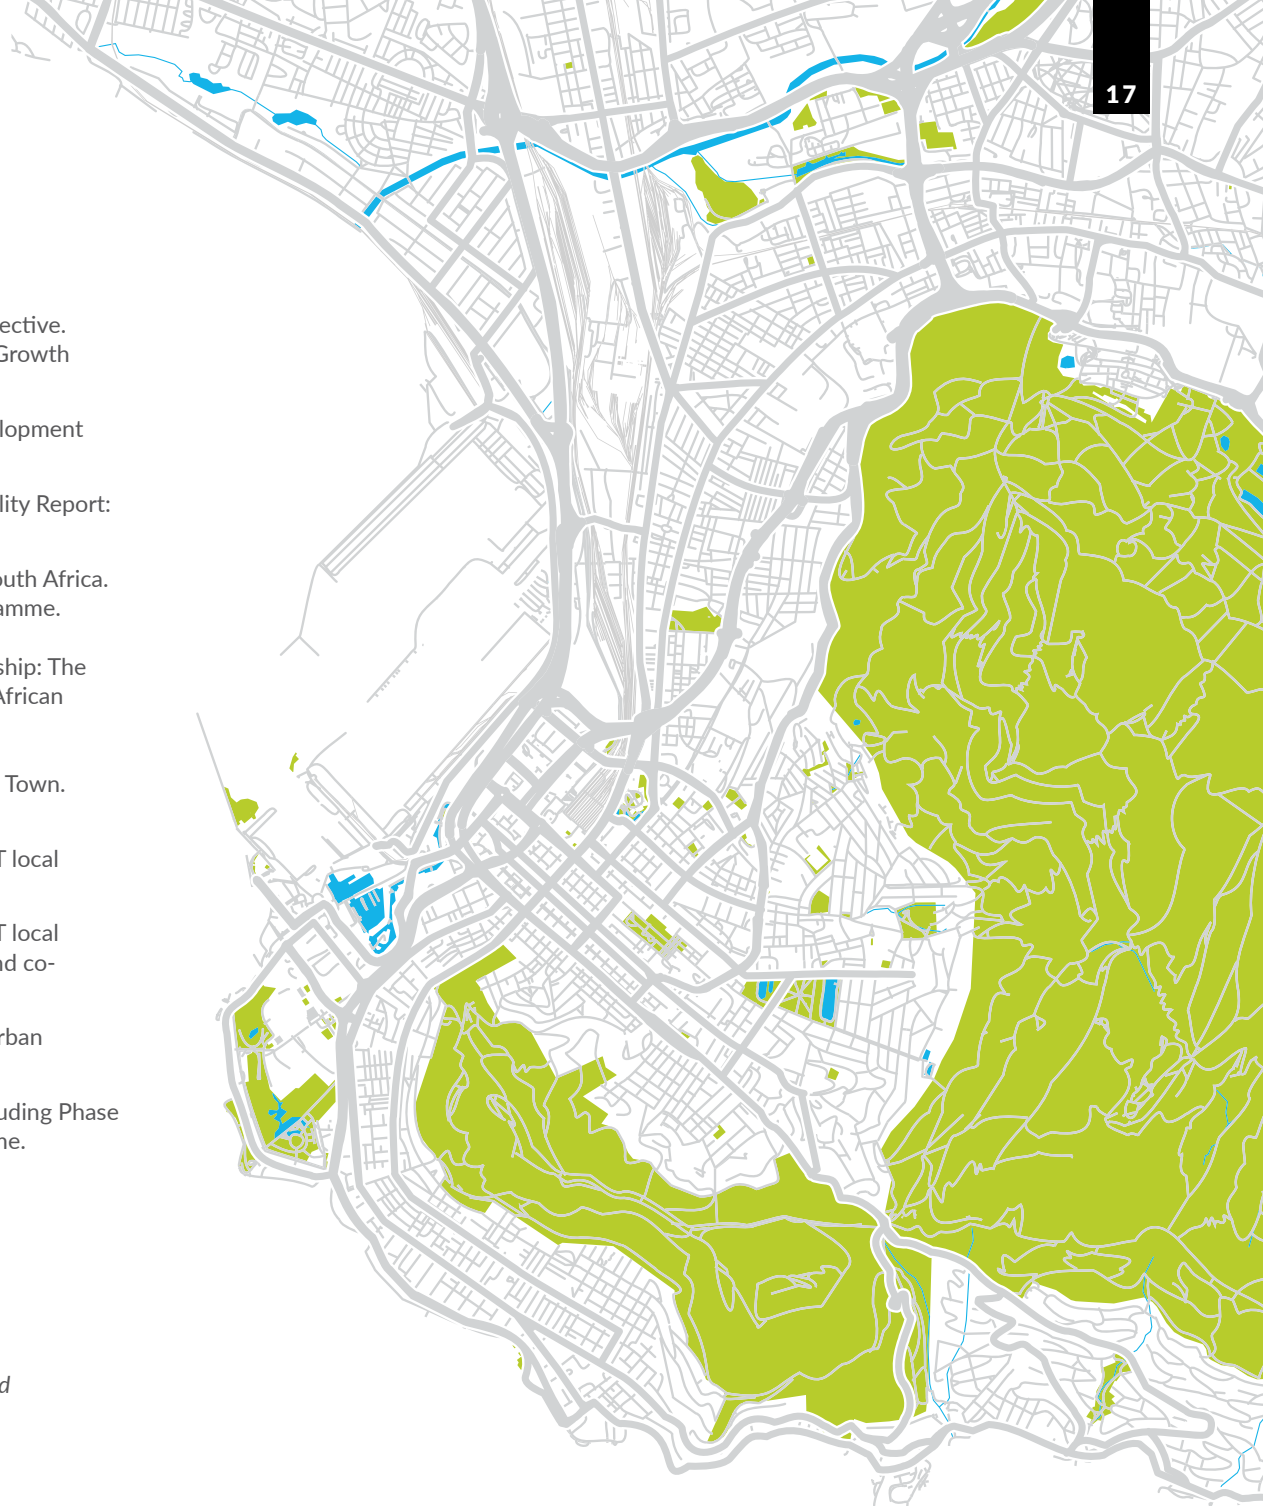 17
ective.
Growth
lopment
lity Report:
outh Africa.
amme.
ship: The
African
Town.
T local
T local
nd co-
rban
uding Phase
ne.
d